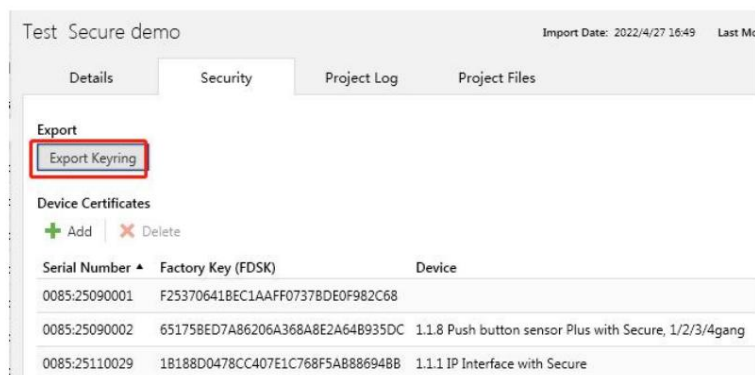 Test Secure demo Import Date: 2022/4/27 16:49 Last Mo
Details Security Project Log Project Files
Export
Export Keyring
Device Certificates
Add Delete
Serial Number Factory Key (FDSK) Device
0085:25090001 F25370641BEC1AAFF0737BDE0F982C68
0085:25090002 65175BED7A86206A368A8E2A64B935DC 1.1.8 Push button sensor Plus with Secure, 1/2/3/4gang
0085:25110029 1B188D0478CC407E1C768F5AB88694BB 1.1.1 IP Interface with Secure